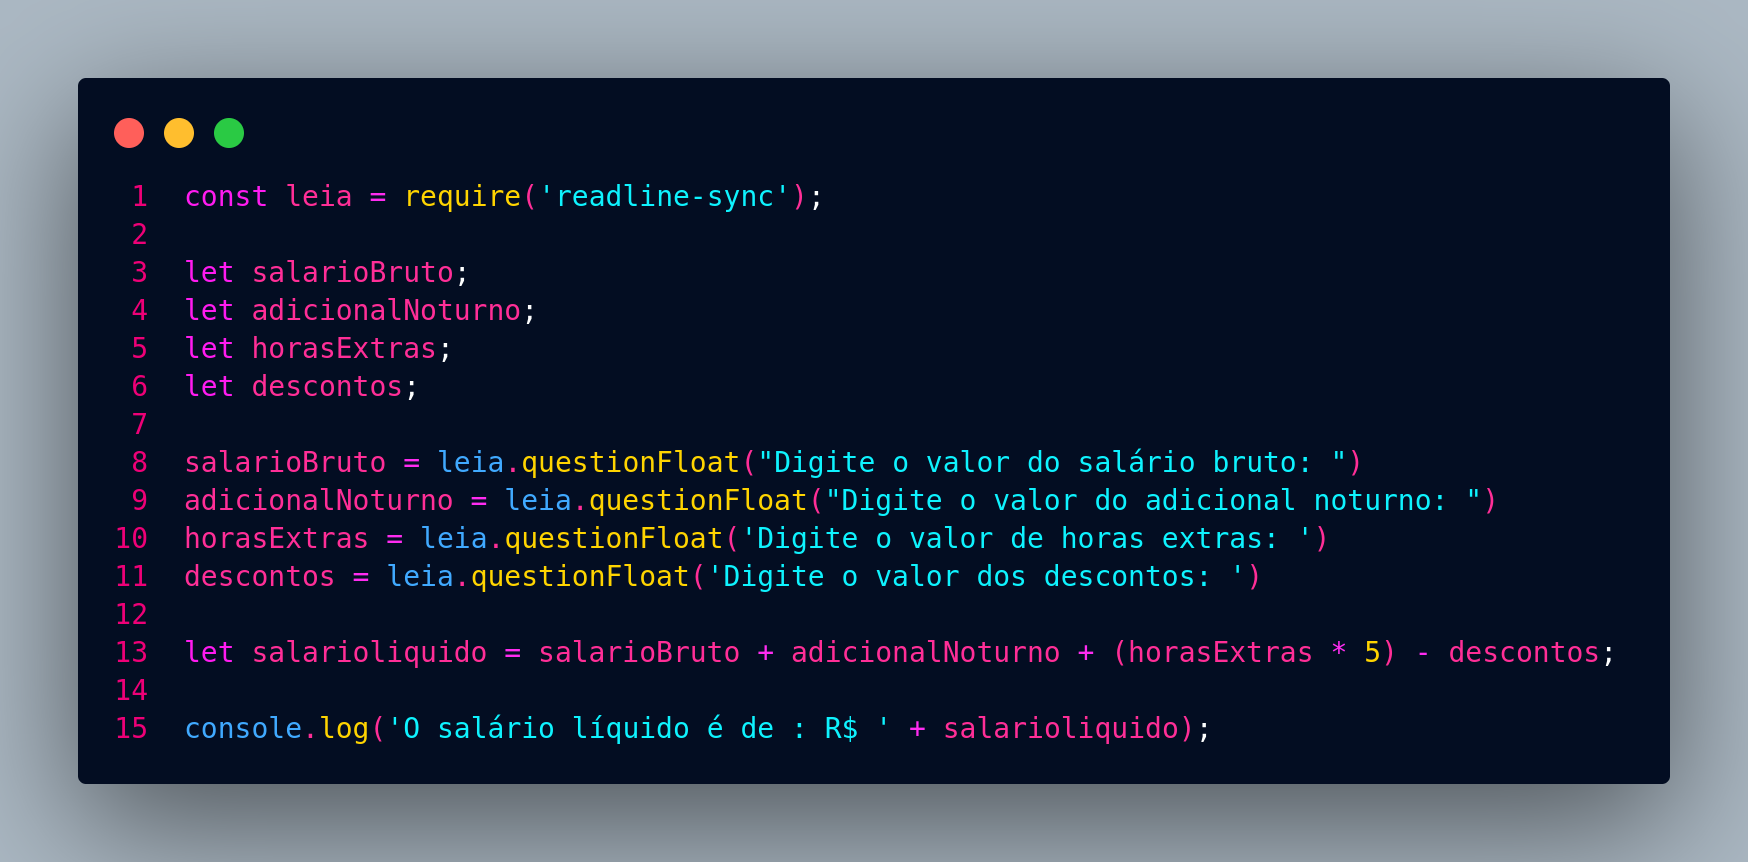 1 const leia = require('readline-sync');
2
3 let salarioBruto;
4 let adicionalNoturno;
5 let horasExtras;
6 let descontos;
7
8 salarioBruto = leia.questionFloat("Digite o valor do salário bruto: ")
9 adicionalNoturno = leia.questionFloat("Digite o valor do adicional noturno: ")
10 horasExtras = leia.questionFloat('Digite o valor de horas extras: ')
11 descontos = leia.questionFloat('Digite o valor dos descontos: ')
12
13 let salarioliquido = salarioBruto + adicionalNoturno + (horasExtras * 5) - descontos;
14
15 console.log('O salário líquido é de : R$ ' + salarioliquido);